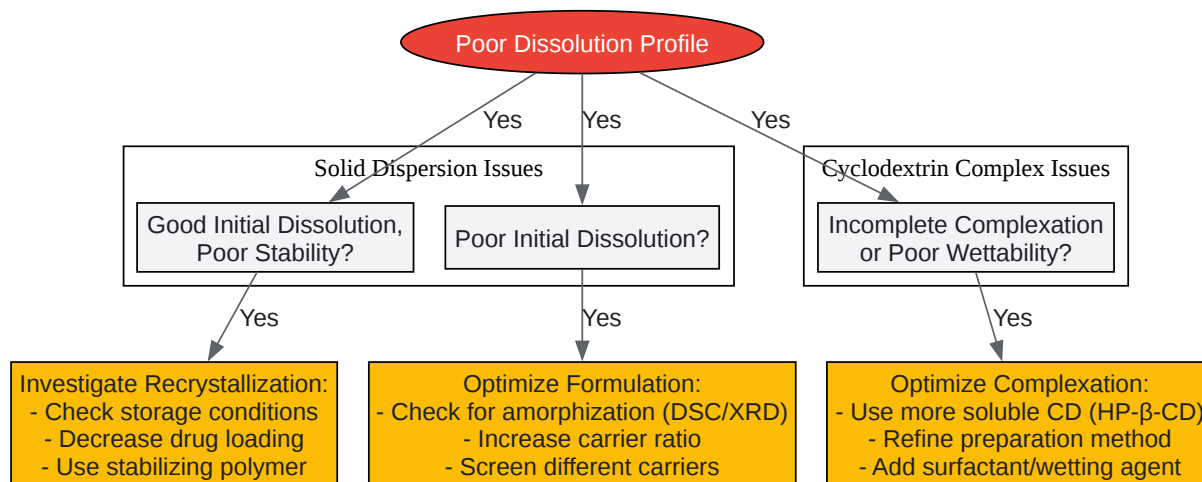 Poor Dissolution Profile
Yes
Yes
Yes
Solid Dispersion Issues
Cyclodextrin Complex Issues
Good Initial Dissolution,
Poor Stability?
Poor Initial Dissolution?
Incomplete Complexation
or Poor Wettability?
Yes
Yes
Yes
Investigate Recrystallization:
- Check storage conditions
- Decrease drug loading
- Use stabilizing polymer
Optimize Formulation:
- Check for amorphization (DSC/XRD)
- Increase carrier ratio
- Screen different carriers
Optimize Complexation:
- Use more soluble CD (HP-β-CD)
- Refine preparation method
- Add surfactant/wetting agent